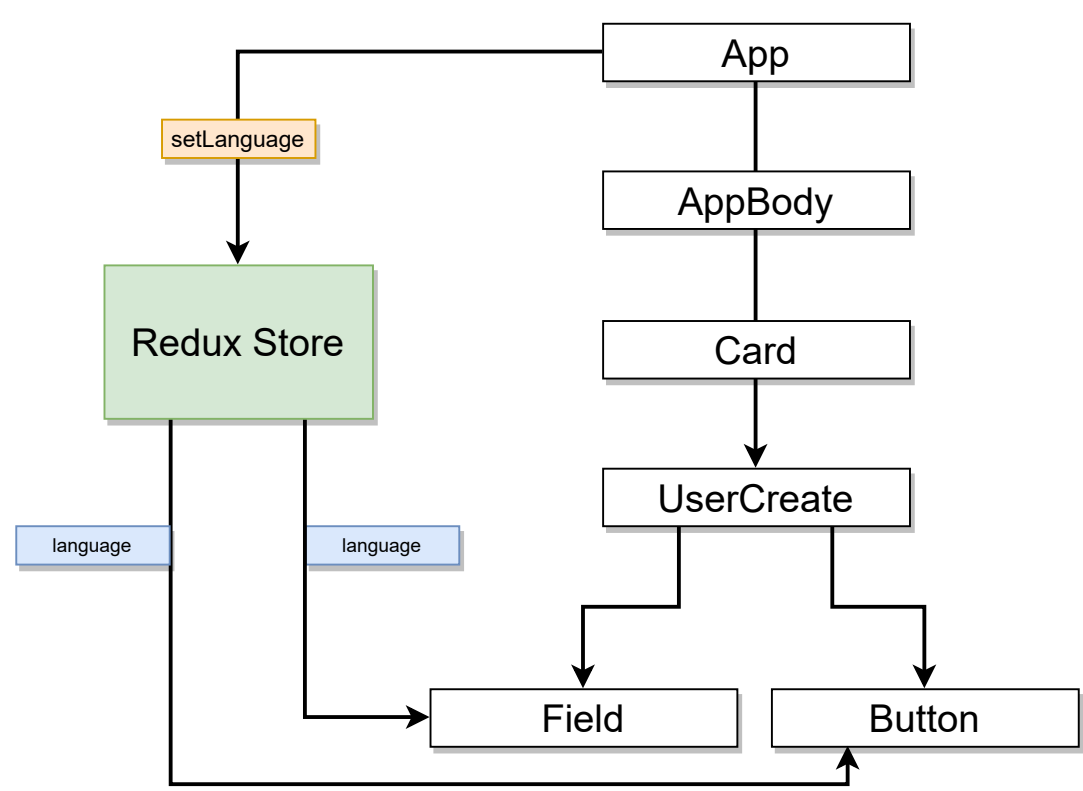 App
setLanguage
AppBody
Redux Store
Card
UserCreate
language
language
Field
Button